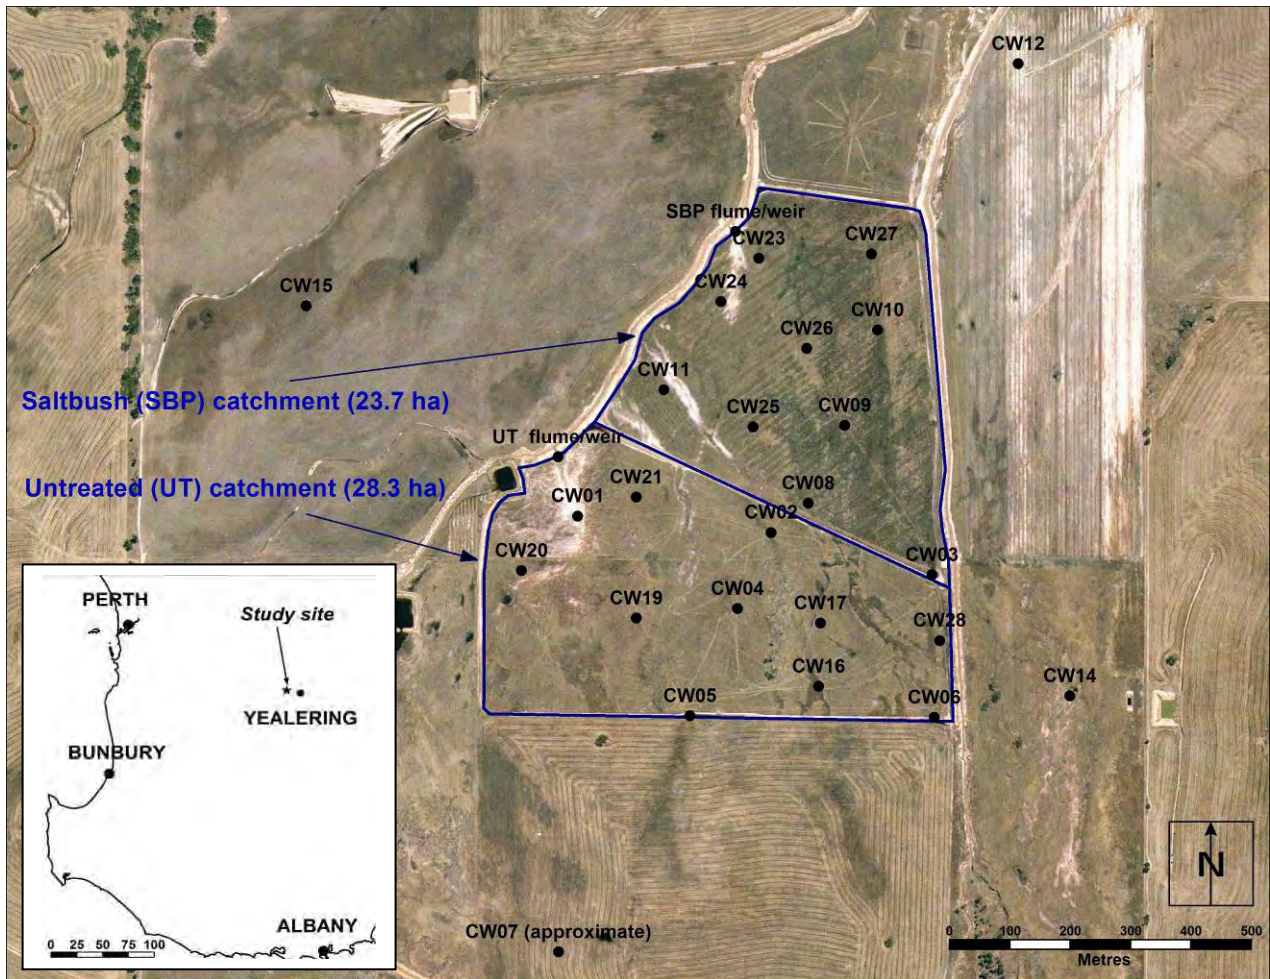 CW12
SBP flume/weir
CW23
CW27
CW24
CW15
CW10
CW26
CW11
Saltbush (SBP) catchment (23.7 ha)
CW25
CW09
UT flume/weir
Untreated (UT) catchment (28.3 ha)
CW21
CW08
CW01
CW02
CW20
CW03
CW04
CW19
CW17
CW28
CW16
CW14
CW05
CW06
PERTH
Study site
YEALERING
BUNBURY
ALBANY
0 25 50 75 100
CW07 (approximate)
N
0 100 200 300 400 500
Metres